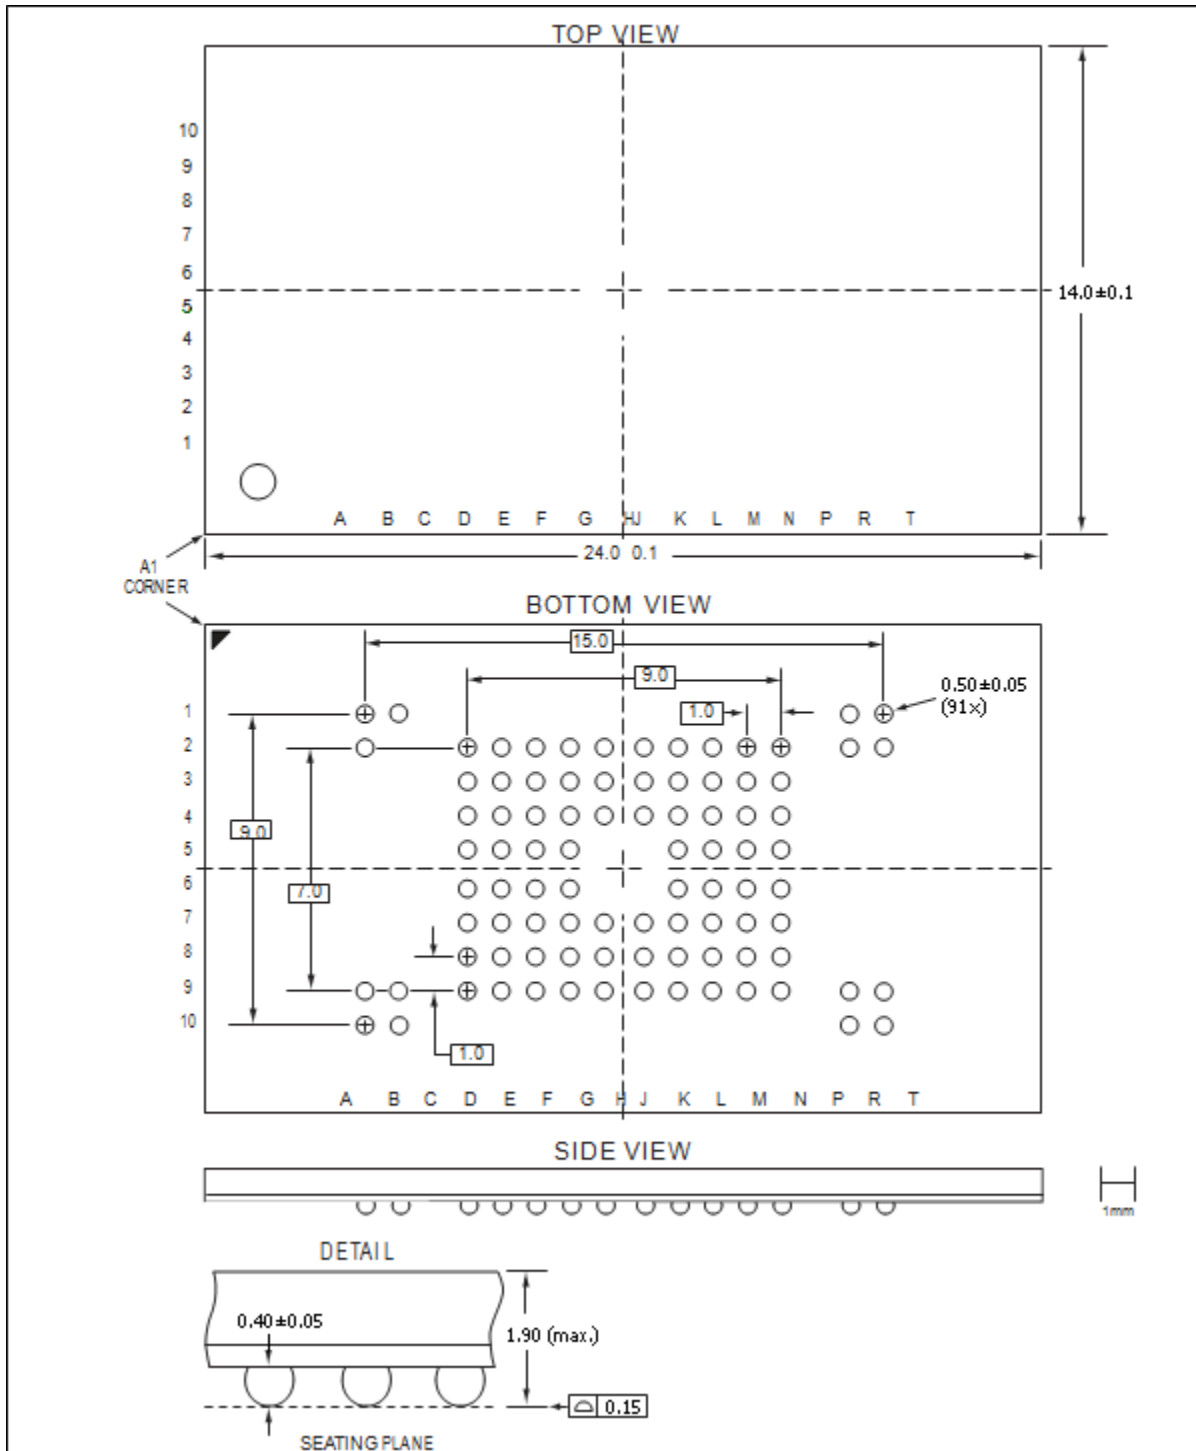 TOP VIEW
10
9
8
7
6
5
4
3
2
1
14.0±0.1
A B C D E F G HJ K L M N P R T
24.0 0.1
A1
CORNER
BOTTOM VIEW
15.0
9.0
1.0
0.50±0.05
(91x)
1
2
3
4
5
6
7
8
9
10
9.0
7.0
1.0
A B C D E F G H J K L M N P R T
SIDE VIEW
1mm
DETAIL
0.40±0.05
1.90 (max.)
0.15
SEATING PLANE